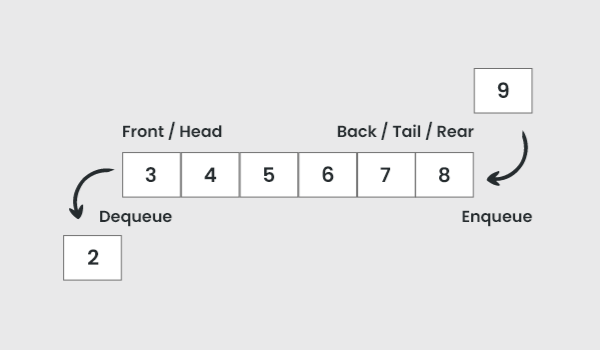 9
Front / Head
Back / Tail / Rear
3 4 5 6 7 8
Dequeue
Enqueue
2